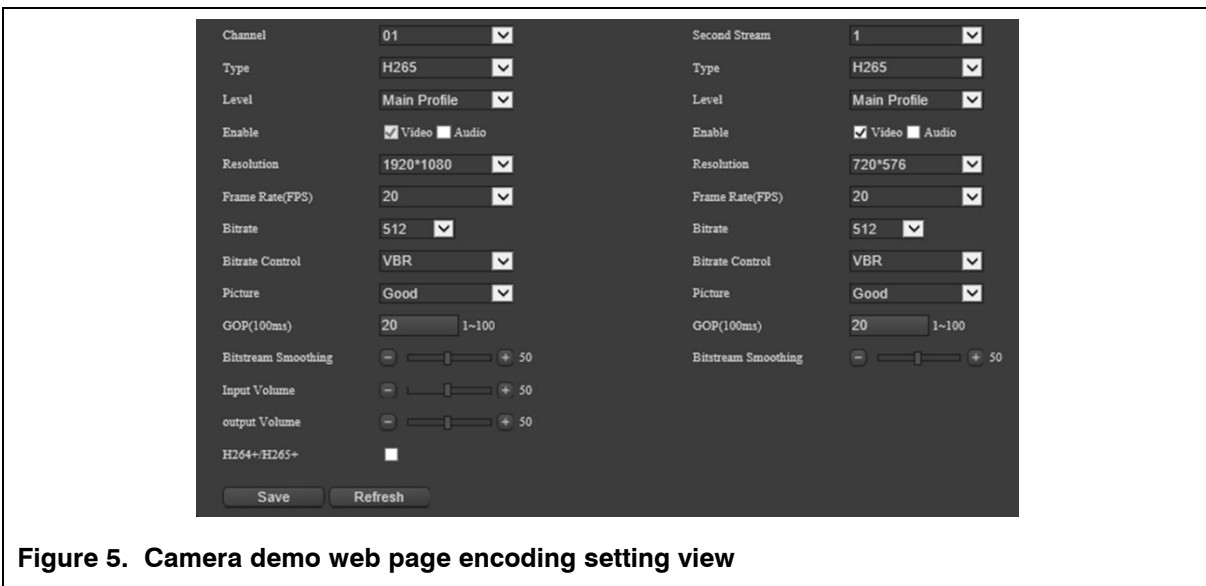 Channel 01 Second Stream 1
Type H265 Type H265
Level Main Profile Level Main Profile
Enable Video Audio Enable Video Audio
Resolution 1920*1080 Resolution 720*576
Frame Rate(FPS) 20 Frame Rate(FPS) 20
Bitrate 512 Bitrate 512
Bitrate Control VBR Bitrate Control VBR
Picture Good Picture Good
GOP(100ms) 20 1~100 GOP(100ms) 20 1~100
Bitstream Smoothing 50 Bitstream Smoothing 50
Input Volume 50
output Volume 50
H264+/H265+
Save Refresh
Figure 5. Camera demo web page encoding setting view